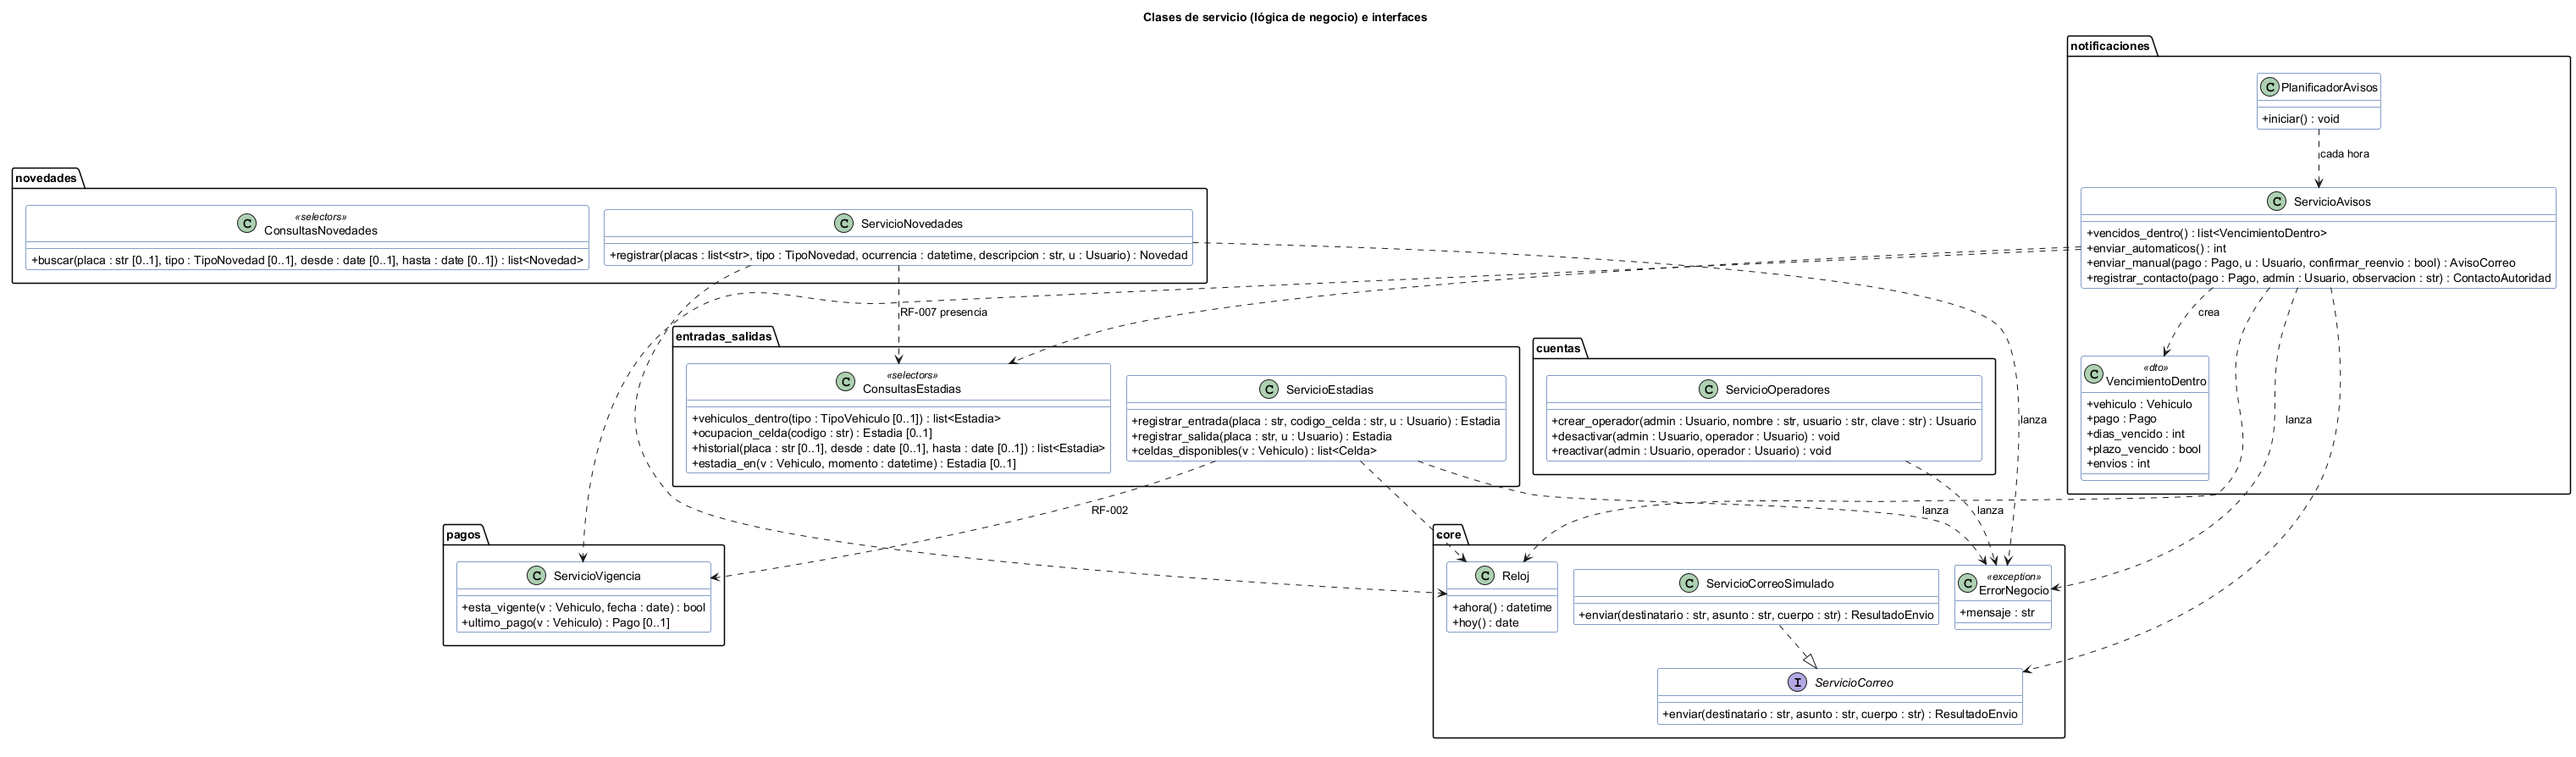 Clases de servicio (lógica de negocio) e interfaces
notificaciones
C PlanificadorAvisos
+iniciar() : void
cada hora
C ServicioAvisos
+vencidos_dentro() : list<VencimientoDentro>
+enviar_automaticos() : int
+enviar_manual(pago : Pago, u : Usuario, confirmar_reenvio : bool) : AvisoCorreo
+registrar_contacto(pago : Pago, admin : Usuario, observacion : str) : ContactoAutoridad
crea
C «dto»
VencimientoDentro
+vehiculo : Vehiculo
+pago : Pago
+dias_vencido : int
+plazo_vencido : bool
+envios : int
lanza
novedades
C «selectors»
ConsultasNovedades
+buscar(placa : str [0..1], tipo : TipoNovedad [0..1], desde : date [0..1], hasta : date [0..1]) : list<Novedad>
C ServicioNovedades
+registrar(placas : list<str>, tipo : TipoNovedad, ocurrencia : datetime, descripcion : str, u : Usuario) : Novedad
RF-007 presencia
lanza
entradas_salidas
C «selectors»
ConsultasEstadias
+vehiculos_dentro(tipo : TipoVehiculo [0..1]) : list<Estadia>
+ocupacion_celda(codigo : str) : Estadia [0..1]
+historial(placa : str [0..1], desde : date [0..1], hasta : date [0..1]) : list<Estadia>
+estadia_en(v : Vehiculo, momento : datetime) : Estadia [0..1]
C ServicioEstadias
+registrar_entrada(placa : str, codigo_celda : str, u : Usuario) : Estadia
+registrar_salida(placa : str, u : Usuario) : Estadia
+celdas_disponibles(v : Vehiculo) : list<Celda>
cuentas
C ServicioOperadores
+crear_operador(admin : Usuario, nombre : str, usuario : str, clave : str) : Usuario
+desactivar(admin : Usuario, operador : Usuario) : void
+reactivar(admin : Usuario, operador : Usuario) : void
RF-002
lanza
lanza
pagos
C ServicioVigencia
+esta_vigente(v : Vehiculo, fecha : date) : bool
+ultimo_pago(v : Vehiculo) : Pago [0..1]
core
C Reloj
+ahora() : datetime
+hoy() : date
C ServicioCorreoSimulado
+enviar(destinatario : str, asunto : str, cuerpo : str) : ResultadoEnvio
C «exception»
ErrorNegocio
+mensaje : str
I ServicioCorreo
+enviar(destinatario : str, asunto : str, cuerpo : str) : ResultadoEnvio